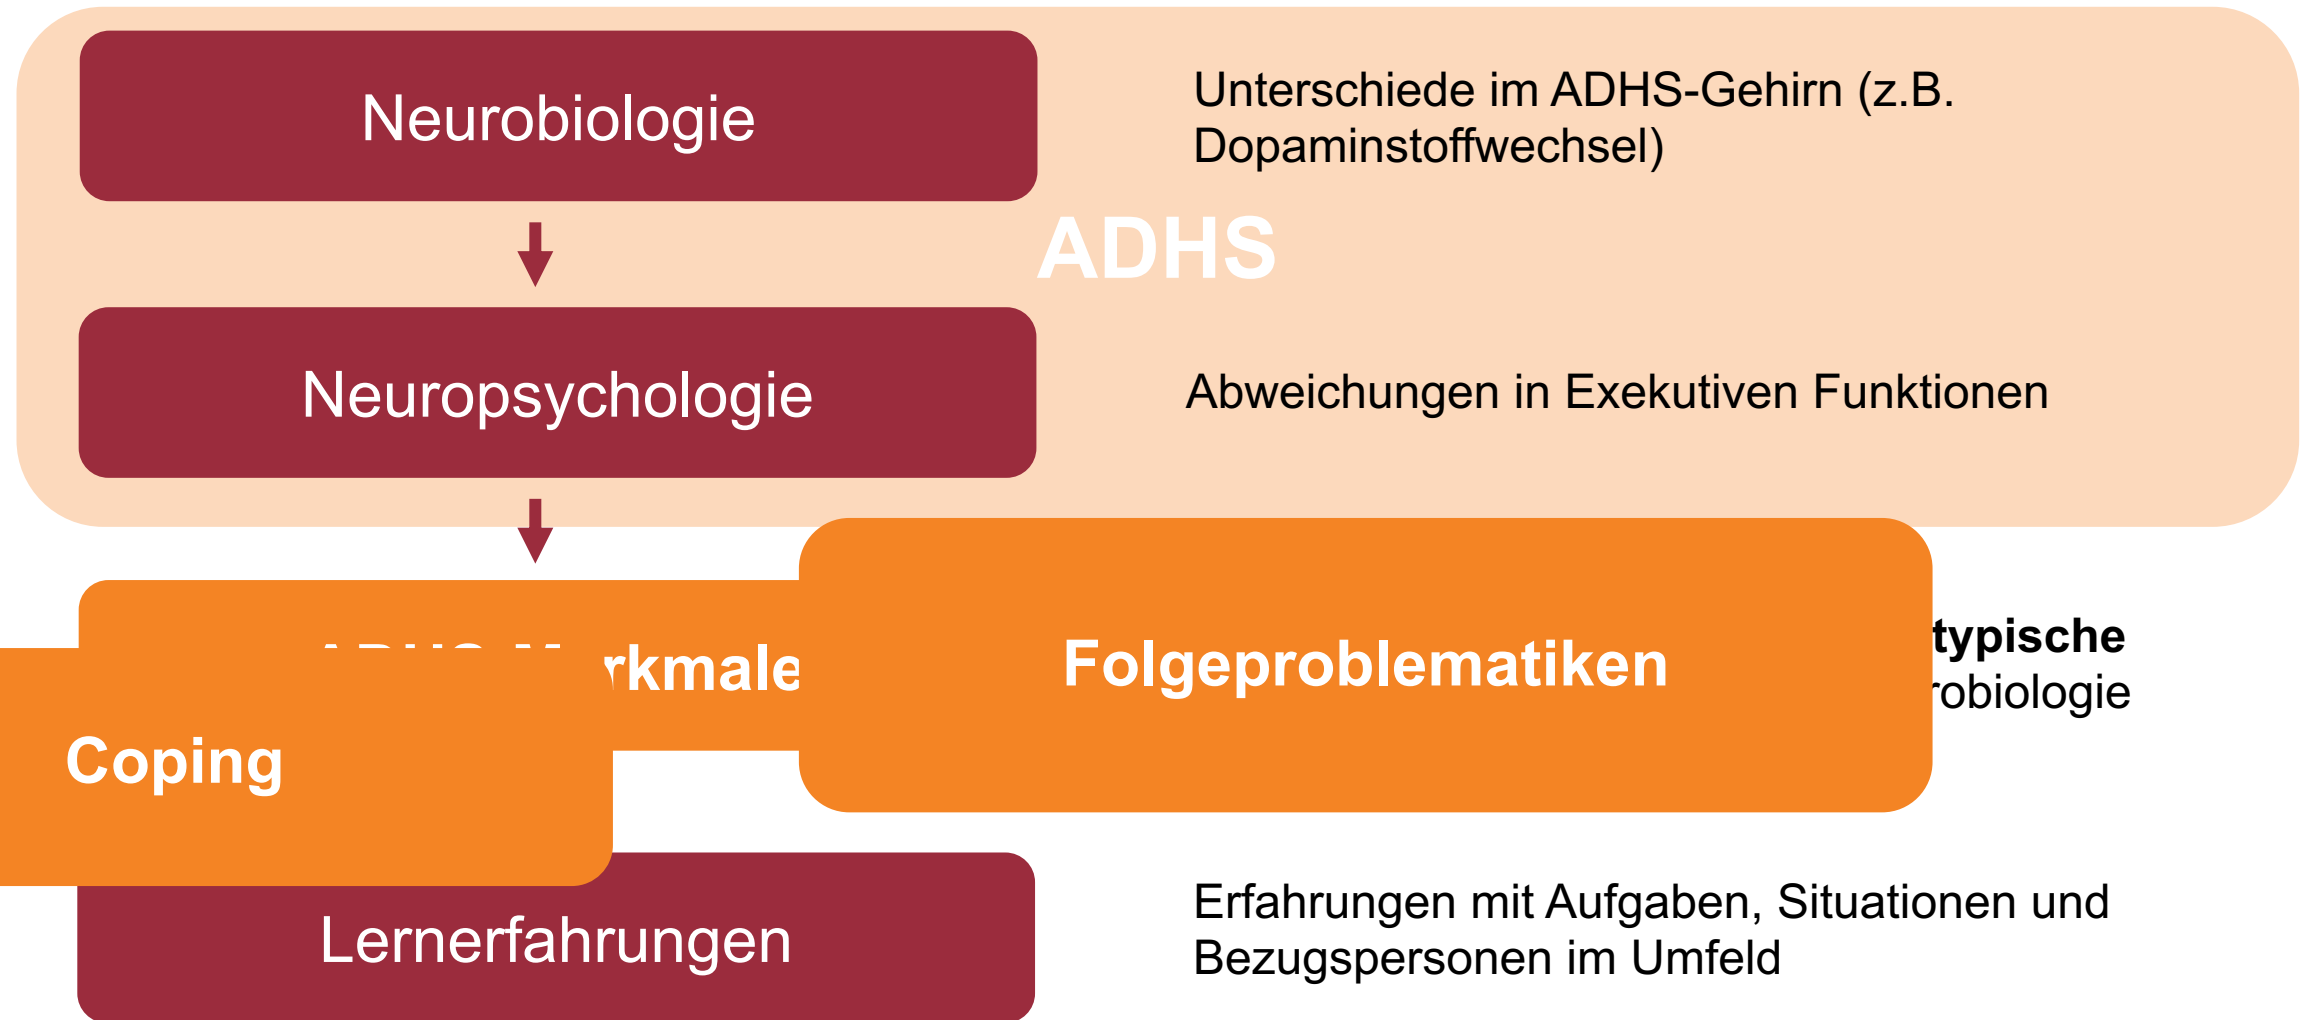 Neurobiologie
Unterschiede im ADHS-Gehirn (z.B.
Dopaminstoffwechsel)
ADHS
Neuropsychologie
Abweichungen in Exekutiven Funktionen
rkmale
Folgeproblematiken
typische
robiologie
Coping
Lernerfahrungen
Erfahrungen mit Aufgaben, Situationen und
Bezugspersonen im Umfeld